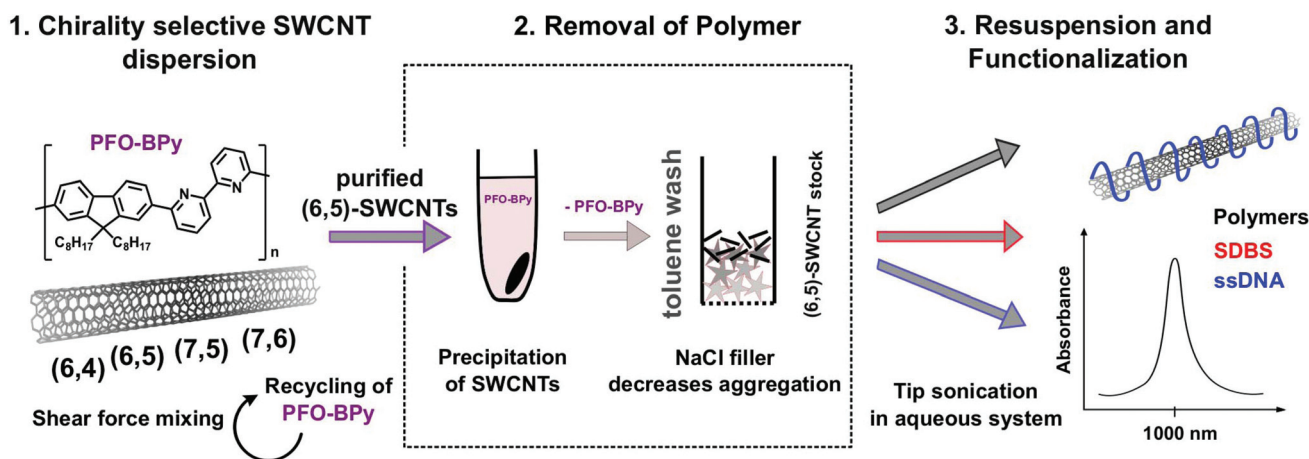 1. Chirality selective SWCNT
dispersion
PFO-BPy
N
N
C8H17
C8H17
n
(6,4)
(6,5)
(7,5)
(7,6)
Shear force mixing
Recycling of
PFO-BPy
purified
(6,5)-SWCNTs
2. Removal of Polymer
PFO-BPy
- PFO-BPy
toluene wash
(6,5)-SWCNT stock
Precipitation
of SWCNTs
NaCl filler
decreases aggregation
3. Resuspension and
Functionalization
Tip sonication
in aqueous system
Polymers
SDBS
ssDNA
Absorbance
1000 nm